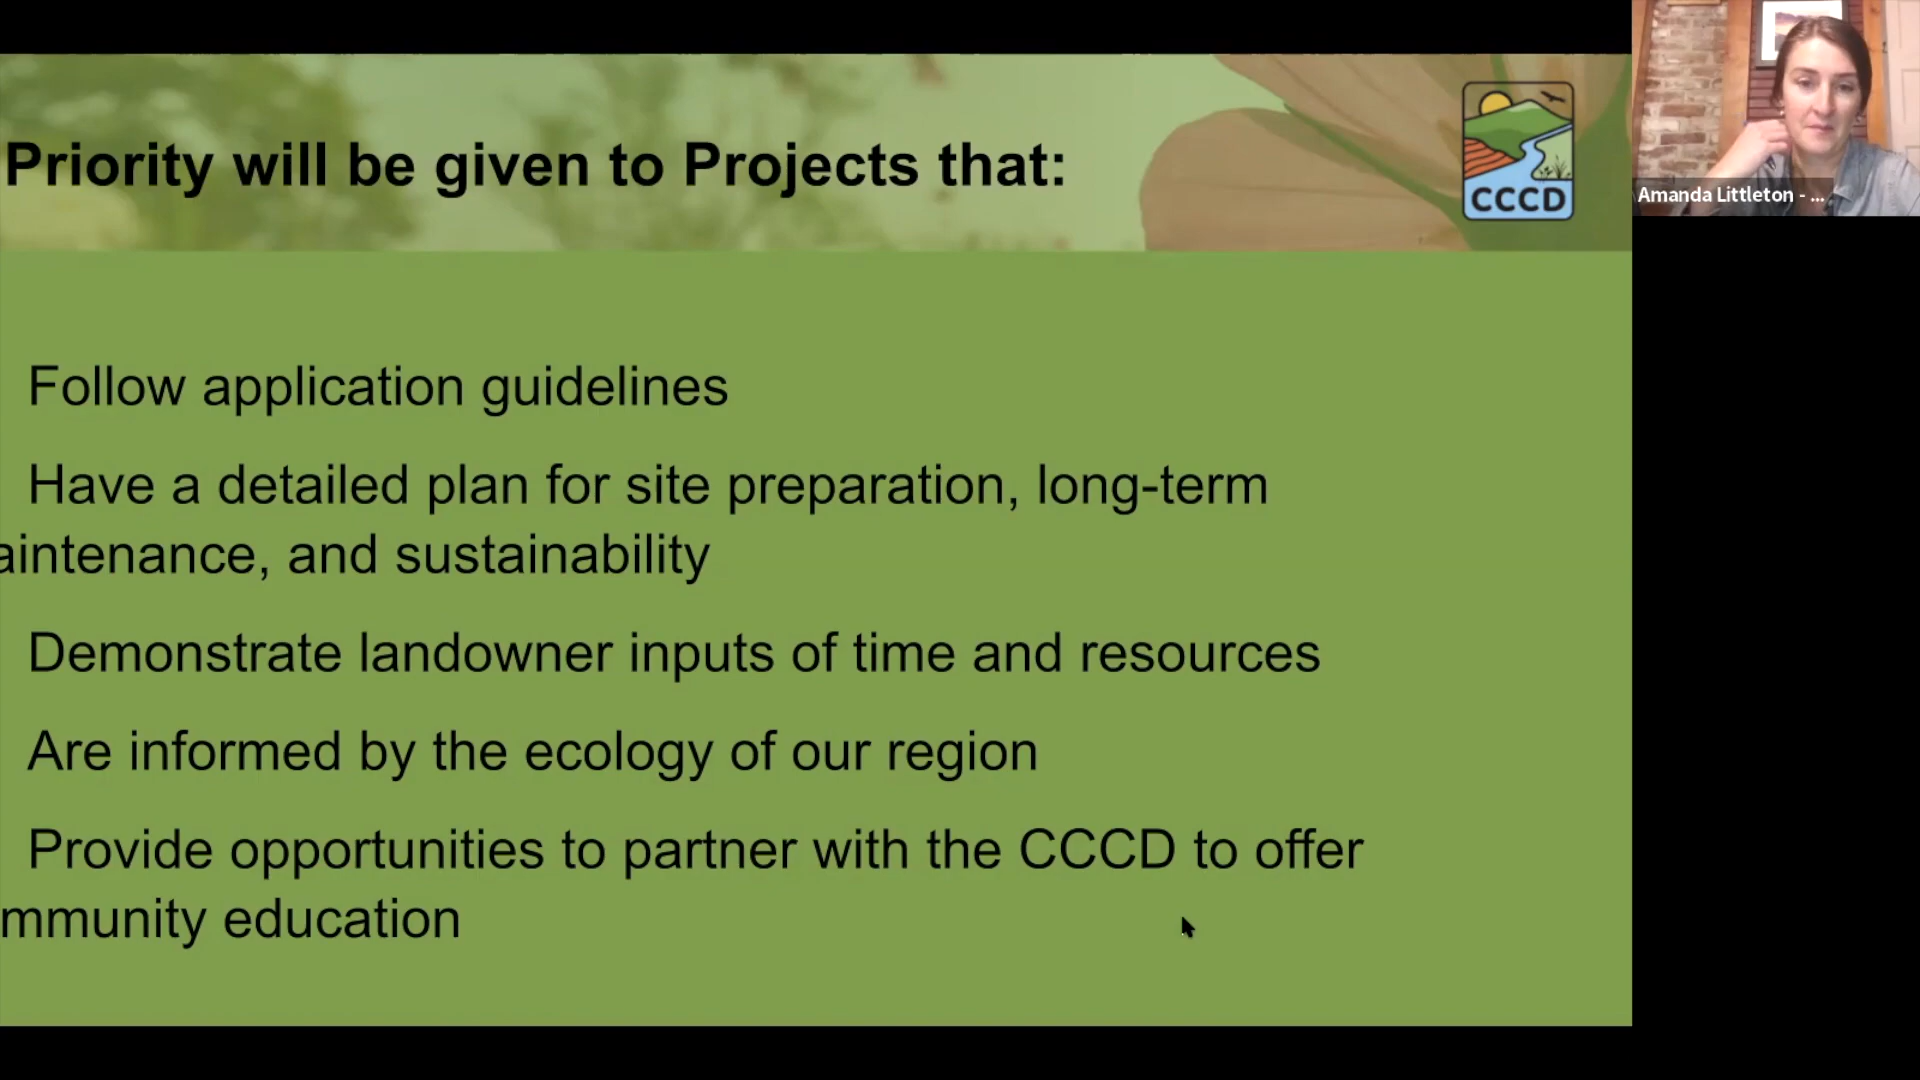 Priority will be given to Projects that:
CCCD
Amanda Littleton - ...
Follow application guidelines
Have a detailed plan for site preparation, long-term
aintenance, and sustainability
Demonstrate landowner inputs of time and resources
Are informed by the ecology of our region
Provide opportunities to partner with the CCCD to offer
mmunity education